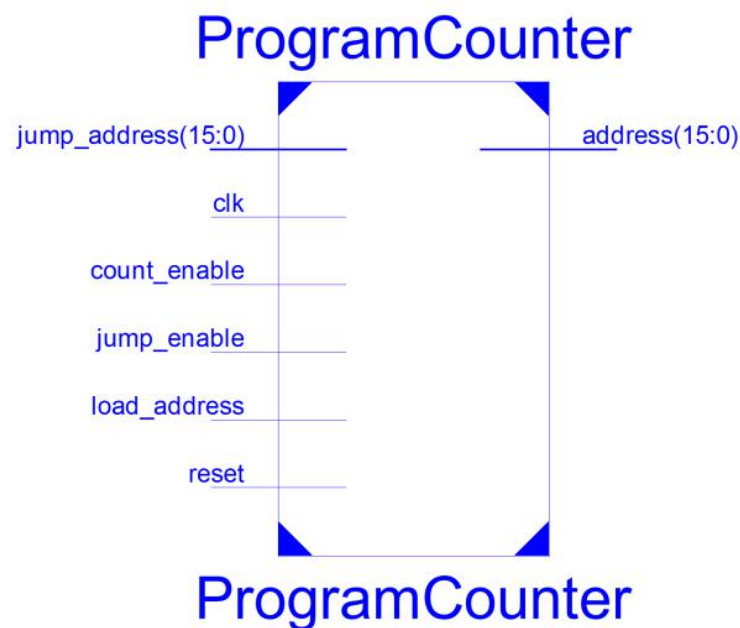 ProgramCounter
jump_address(15:0)
address(15:0)
clk
count_enable
jump_enable
load_address
reset
ProgramCounter